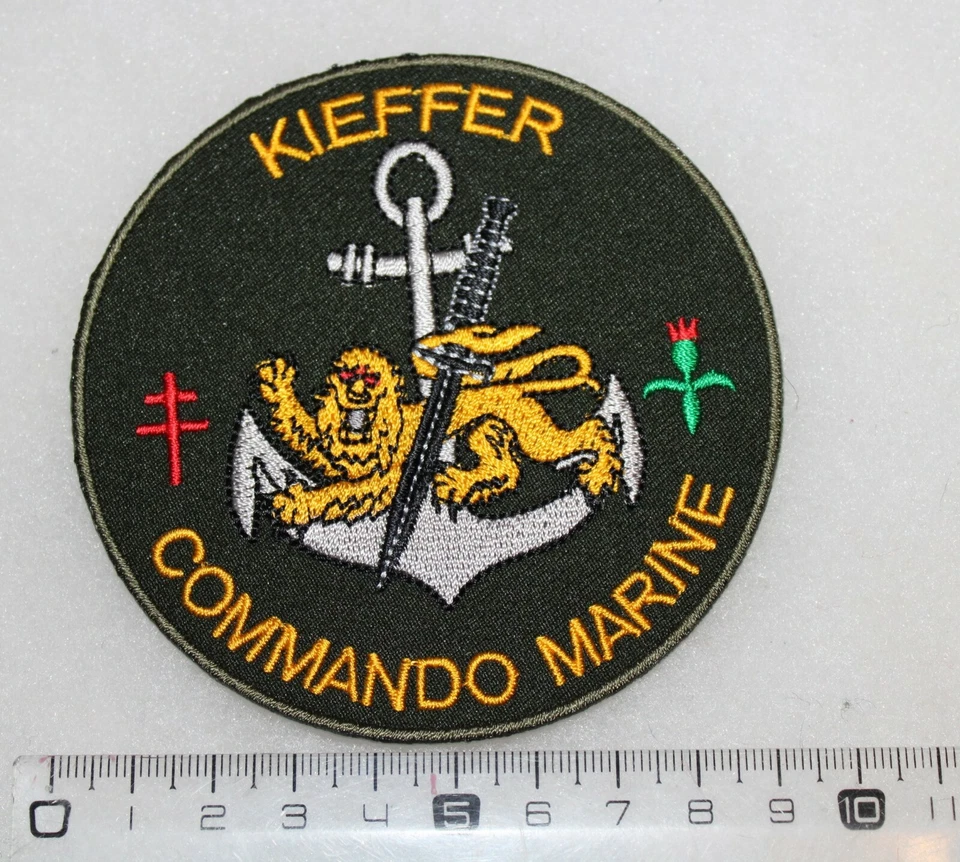 KIEFFER
COMMANDO MARINE
0 1 2 3 4 5 6 7 8 9 10 11